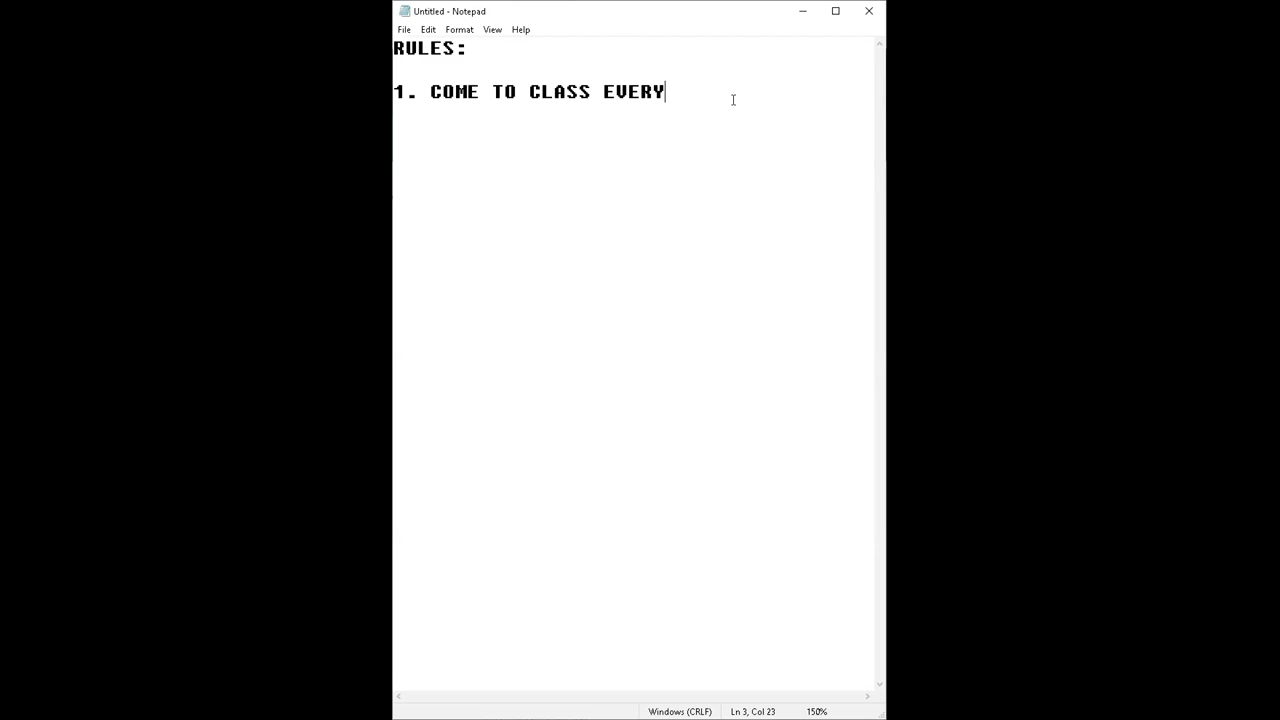 Untitled - Notepad
File Edit Format View Help
RULES:
1. COME TO CLASS EVERY
Windows (CRLF) Ln 3, Col 23 150%